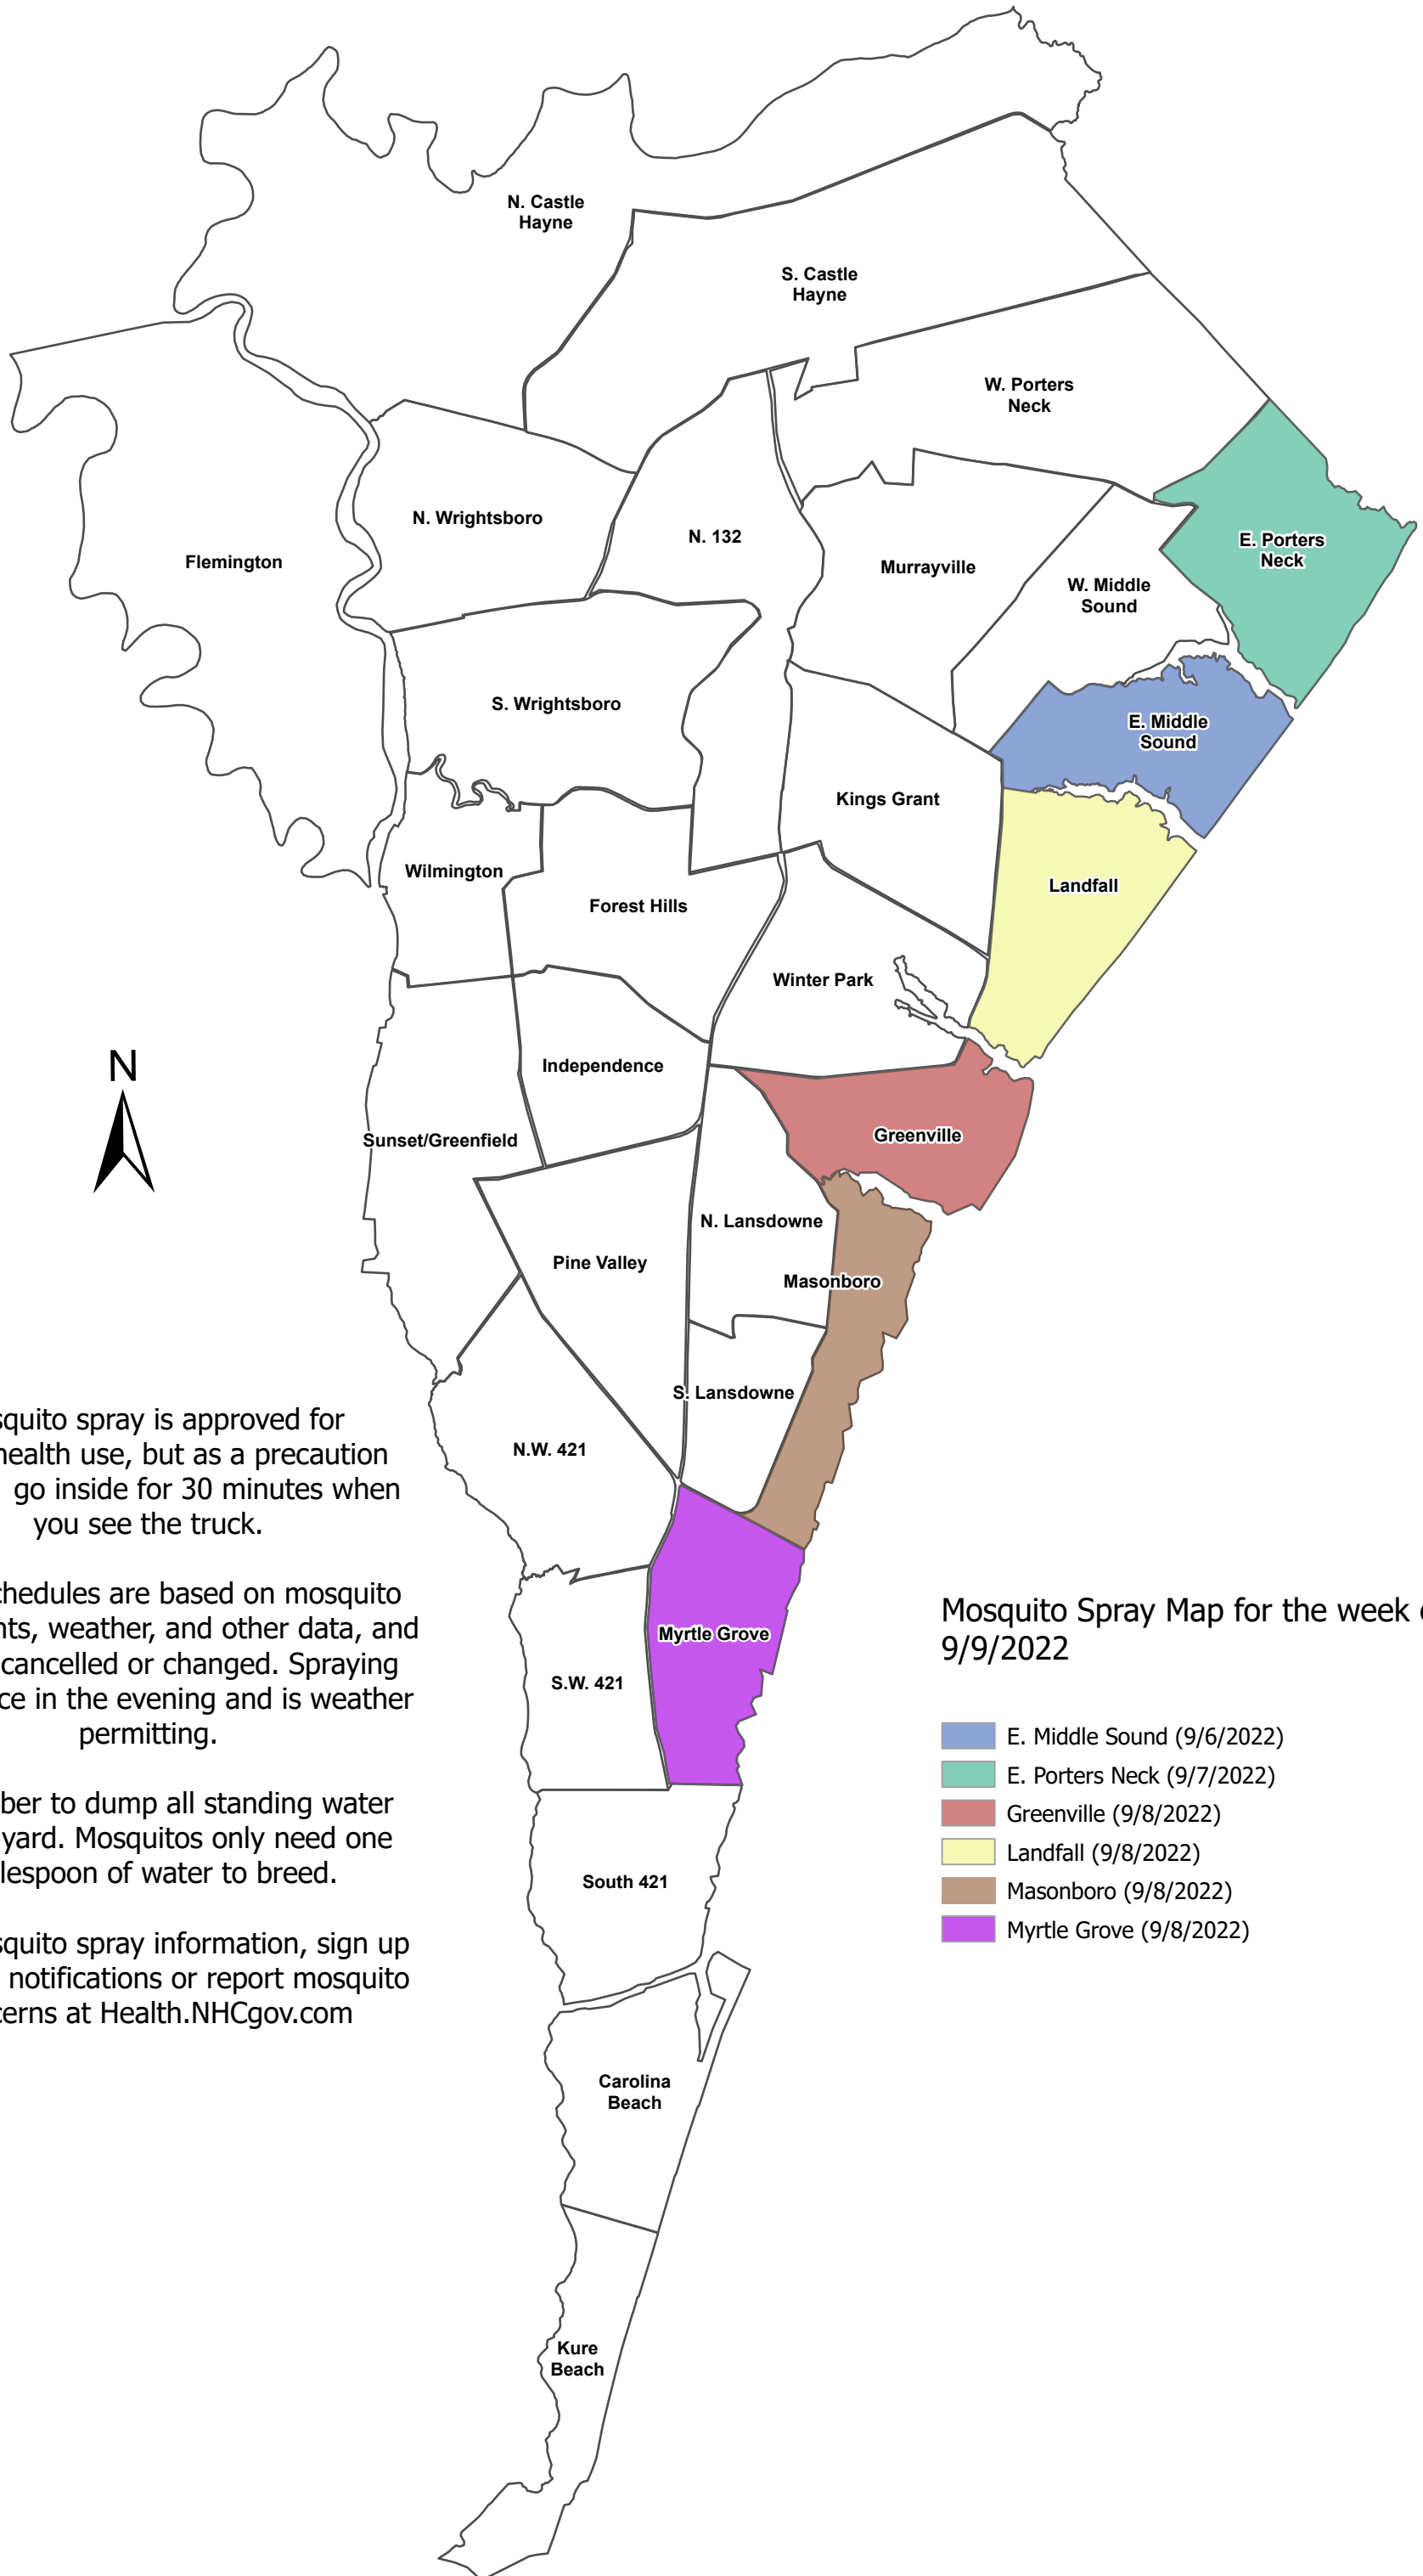 N. Castle
Hayne
S. Castle
Hayne
W. Porters
Neck
N. Wrightsboro
N. 132
E. Porters
Neck
Flemington
Murrayville
W. Middle
Sound
S. Wrightsboro
E. Middle
Sound
Kings Grant
Wilmington
Landfall
Forest Hills
Winter Park
N
Independence
Sunset/Greenfield
Greenville
N. Lansdowne
Pine Valley
Masonboro
S. Lansdowne
N.W. 421
Myrtle Grove
S.W. 421
South 421
Carolina
Beach
Kure
Beach
squito spray is approved for
health use, but as a precaution
go inside for 30 minutes when
you see the truck.
chedules are based on mosquito
nts, weather, and other data, and
cancelled or changed. Spraying
ce in the evening and is weather
permitting.
ber to dump all standing water
yard. Mosquitos only need one
lespoon of water to breed.
squito spray information, sign up
notifications or report mosquito
cerns at Health.NHCgov.com
Mosquito Spray Map for the week
9/9/2022
E. Middle Sound (9/6/2022)
E. Porters Neck (9/7/2022)
Greenville (9/8/2022)
Landfall (9/8/2022)
Masonboro (9/8/2022)
Myrtle Grove (9/8/2022)